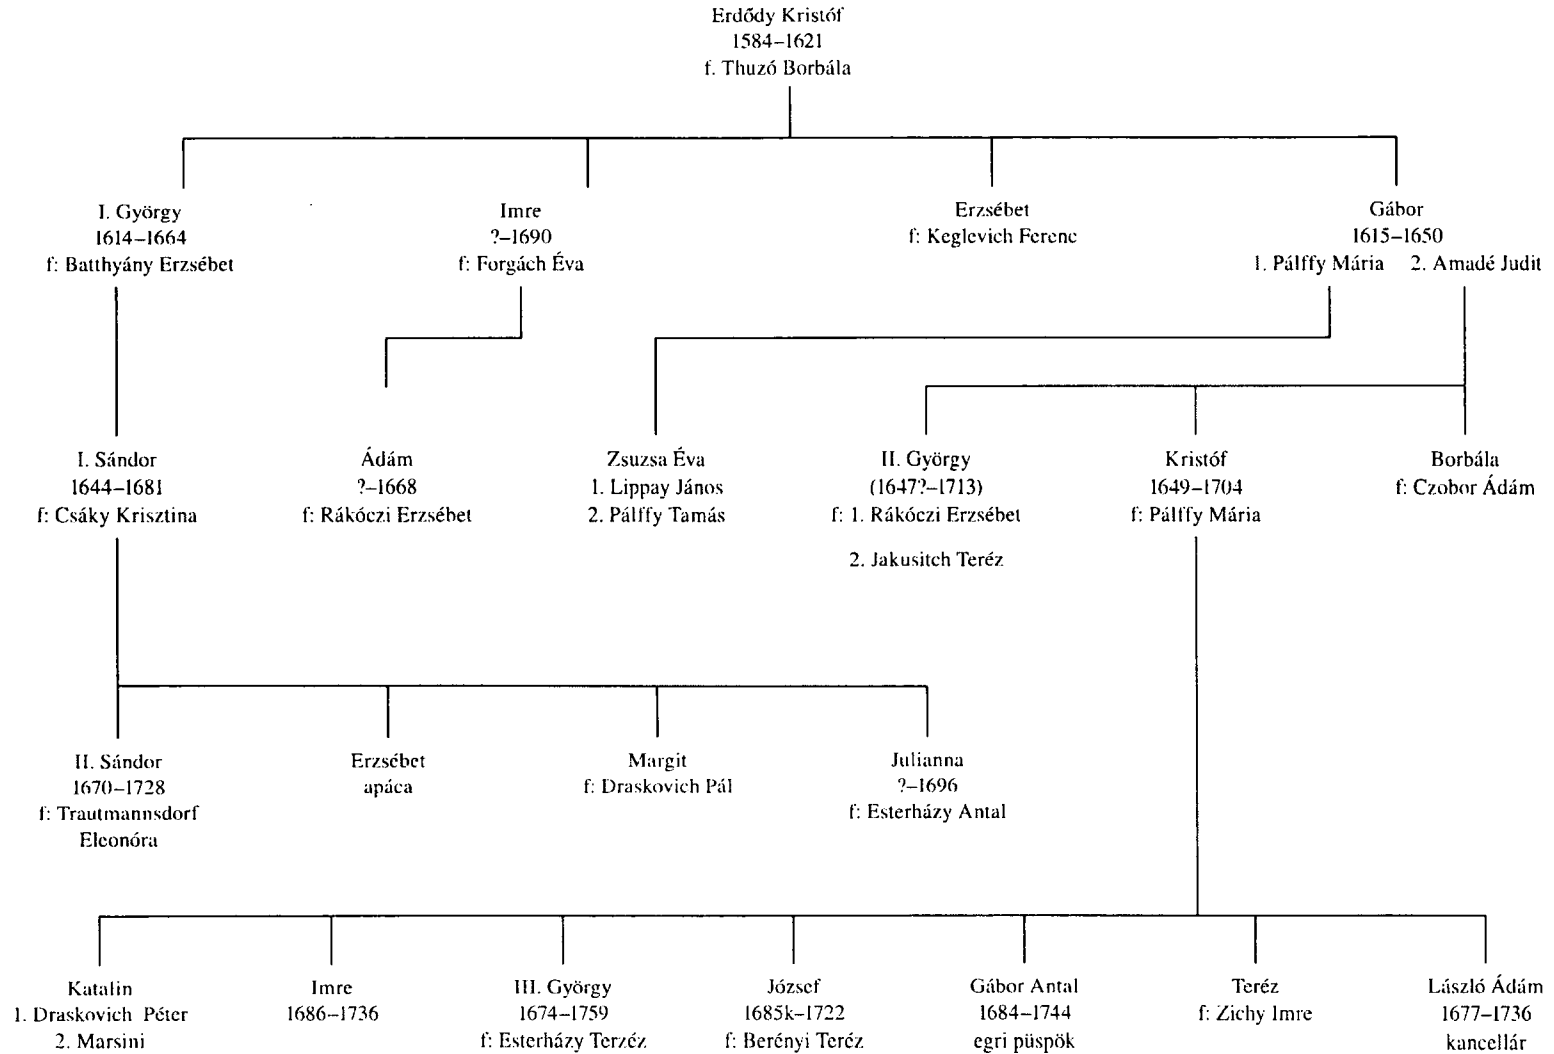 Erdődy Kristóf
1584–1621
f. Thuzó Borbála
I. György
1614–1664
f: Batthyány Erzsébet
Imre
?–1690
f: Forgách Éva
Erzsébet
f: Keglevich Ferenc
Gábor
1615–1650
1. Pálffy Mária 2. Amadé Judit
I. Sándor
1644–1681
f: Csáky Krisztina
Ádám
?–1668
f: Rákóczi Erzsébet
Zsuzsa Éva
1. Lippay János
2. Pálffy Tamás
II. György
(1647?–1713)
f: 1. Rákóczi Erzsébet
2. Jakusitch Teréz
Kristóf
1649–1704
f: Pálffy Mária
Borbála
f: Czobor Ádám
II. Sándor
1670–1728
f: Trautmannsdorf
Eleonóra
Erzsébet
apáca
Margit
f: Draskovich Pál
Julianna
?–1696
f: Esterházy Antal
Katalin
1. Draskovich Péter
2. Marsini
Imre
1686–1736
III. György
1674–1759
f: Esterházy Terzéz
József
1685k–1722
f: Berényi Teréz
Gábor Antal
1684–1744
egri püspök
Teréz
f: Zichy Imre
László Ádám
1677–1736
kancellár